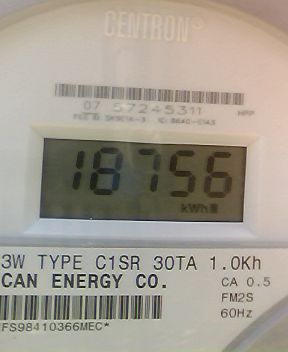 CENTRON®
07 57245311
18756
kWh
3W TYPE C1SR 30TA 1.0Kh
CAN ENERGY CO.
CA 0.5
FM2S
60Hz
FS98410366MEC*